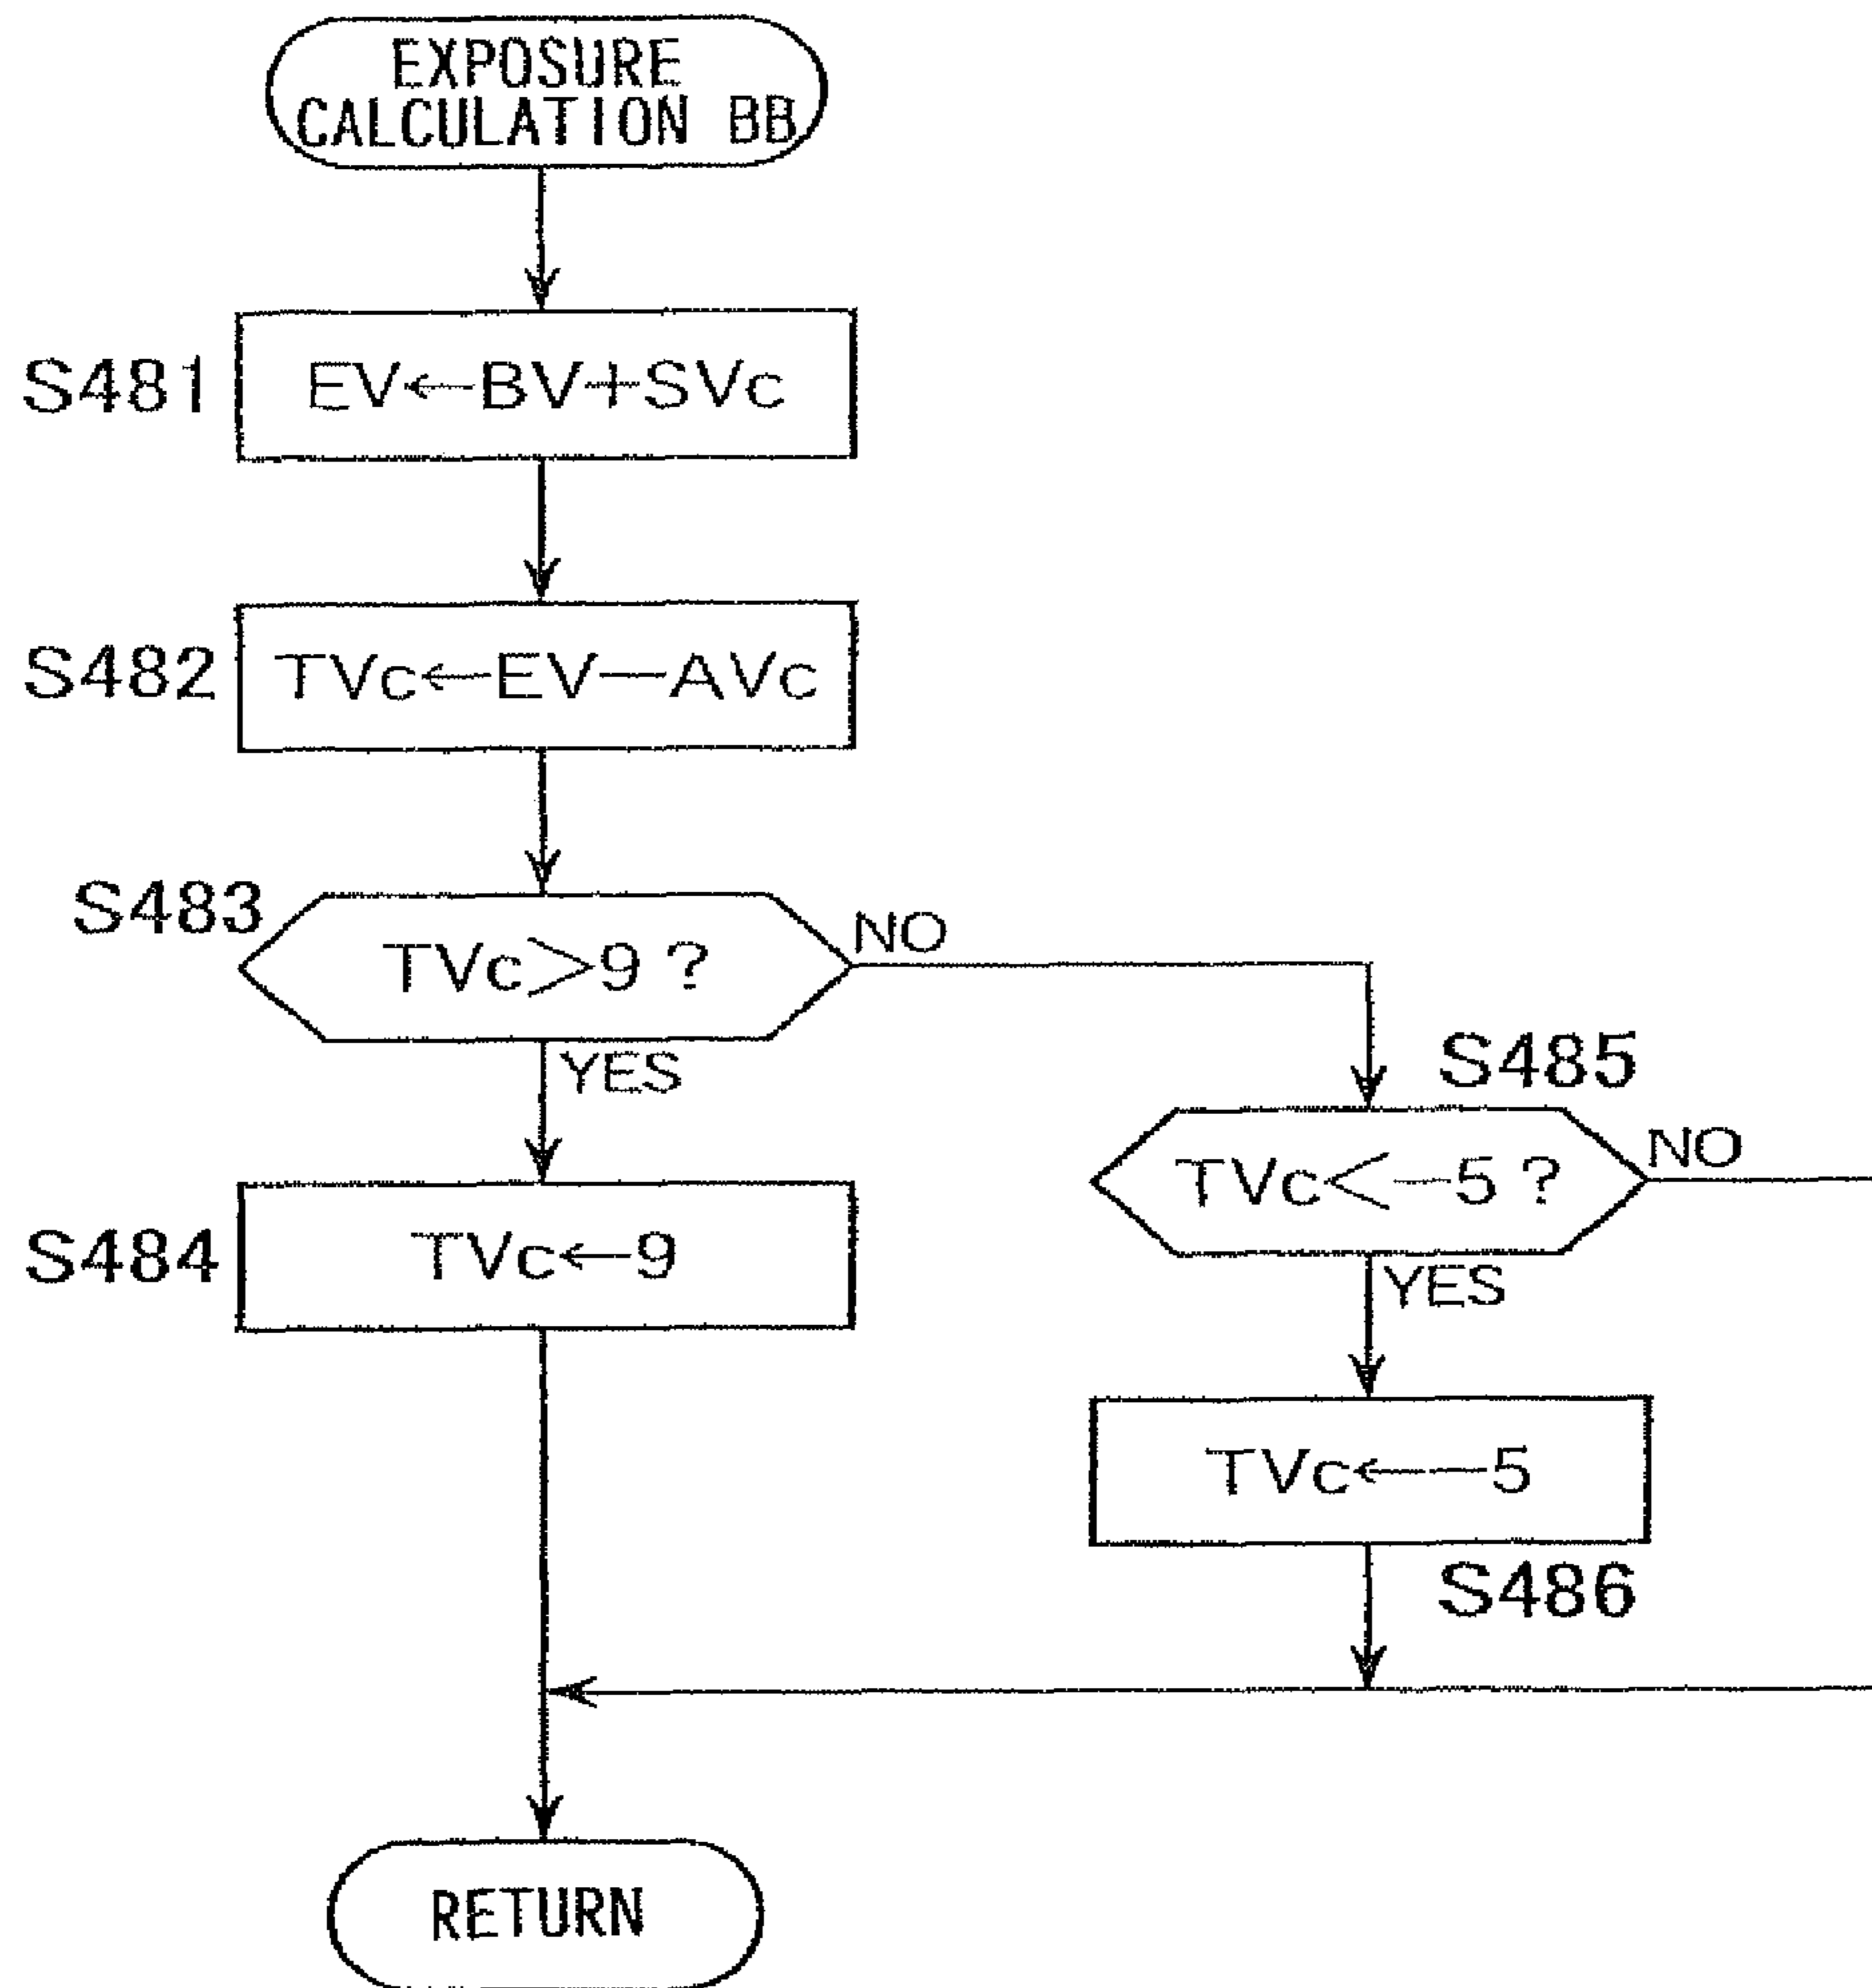 EXPOSURE
CALCULATION BB
S481
EV←BV+SVc
S482
TVc←EV−AVc
S483
TVc>9?
NO
YES
S485
TVc<−5?
NO
YES
S484
TVc←9
TVc←−5
S486
RETURN